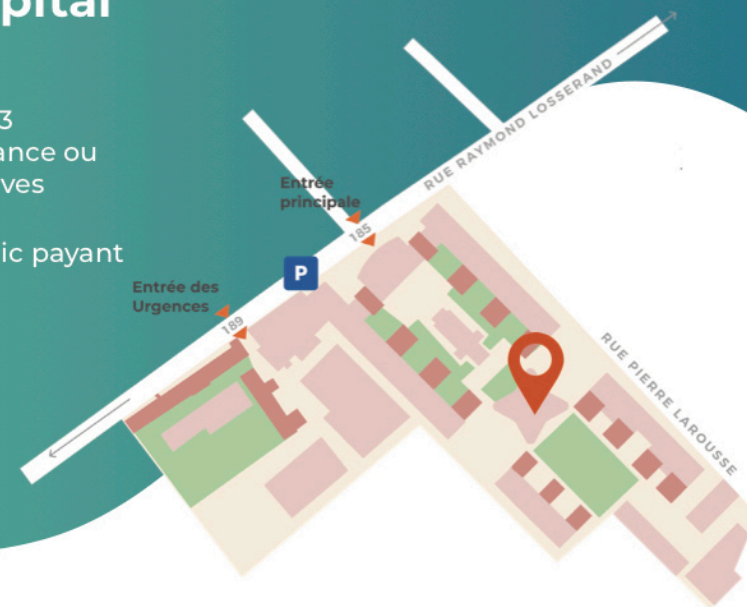 pital
3
ance ou
ves
ic payant
RUE RAYMOND LOSSERAND
Entrée
principale
185
P
Entrée des
Urgences
189
RUE PIERRE LAROUSSE